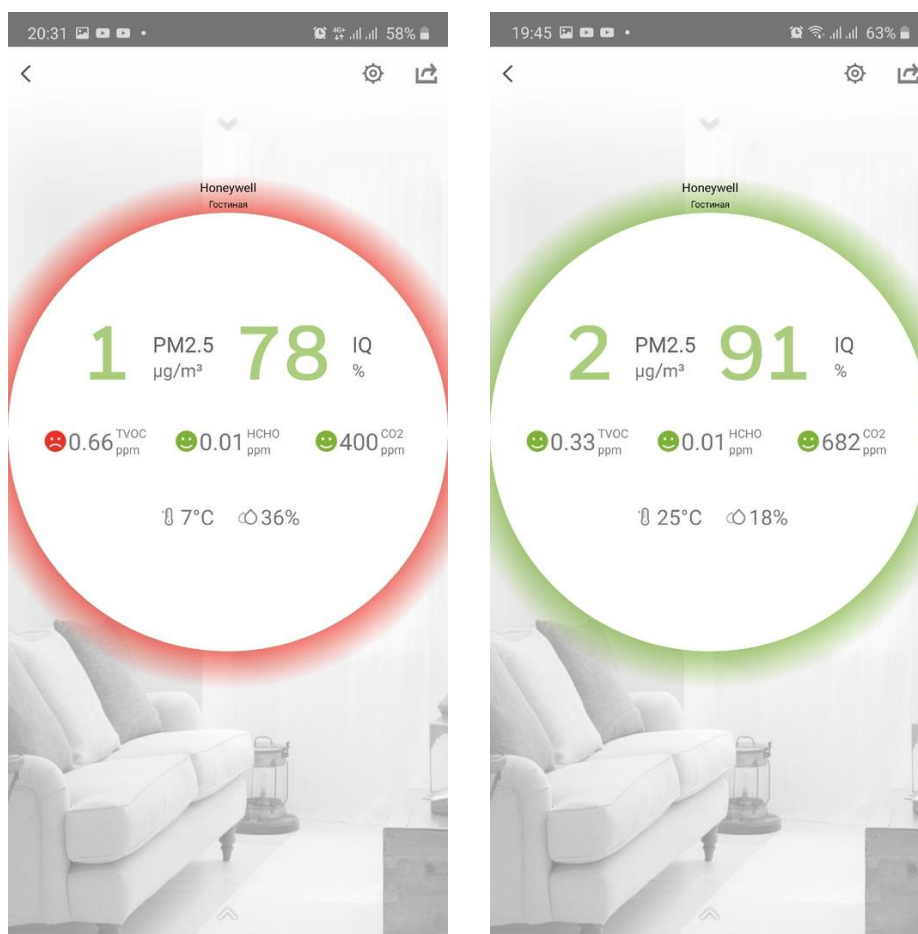 20:31 4G+ 58%
Honeywell
Гостиная
1 PM2.5 µg/m³ 78 IQ %
0.66 TVOC ppm 0.01 HCHO ppm 400 CO2 ppm
7°C 36%
19:45 63%
Honeywell
Гостиная
2 PM2.5 µg/m³ 91 IQ %
0.33 TVOC ppm 0.01 HCHO ppm 682 CO2 ppm
25°C 18%